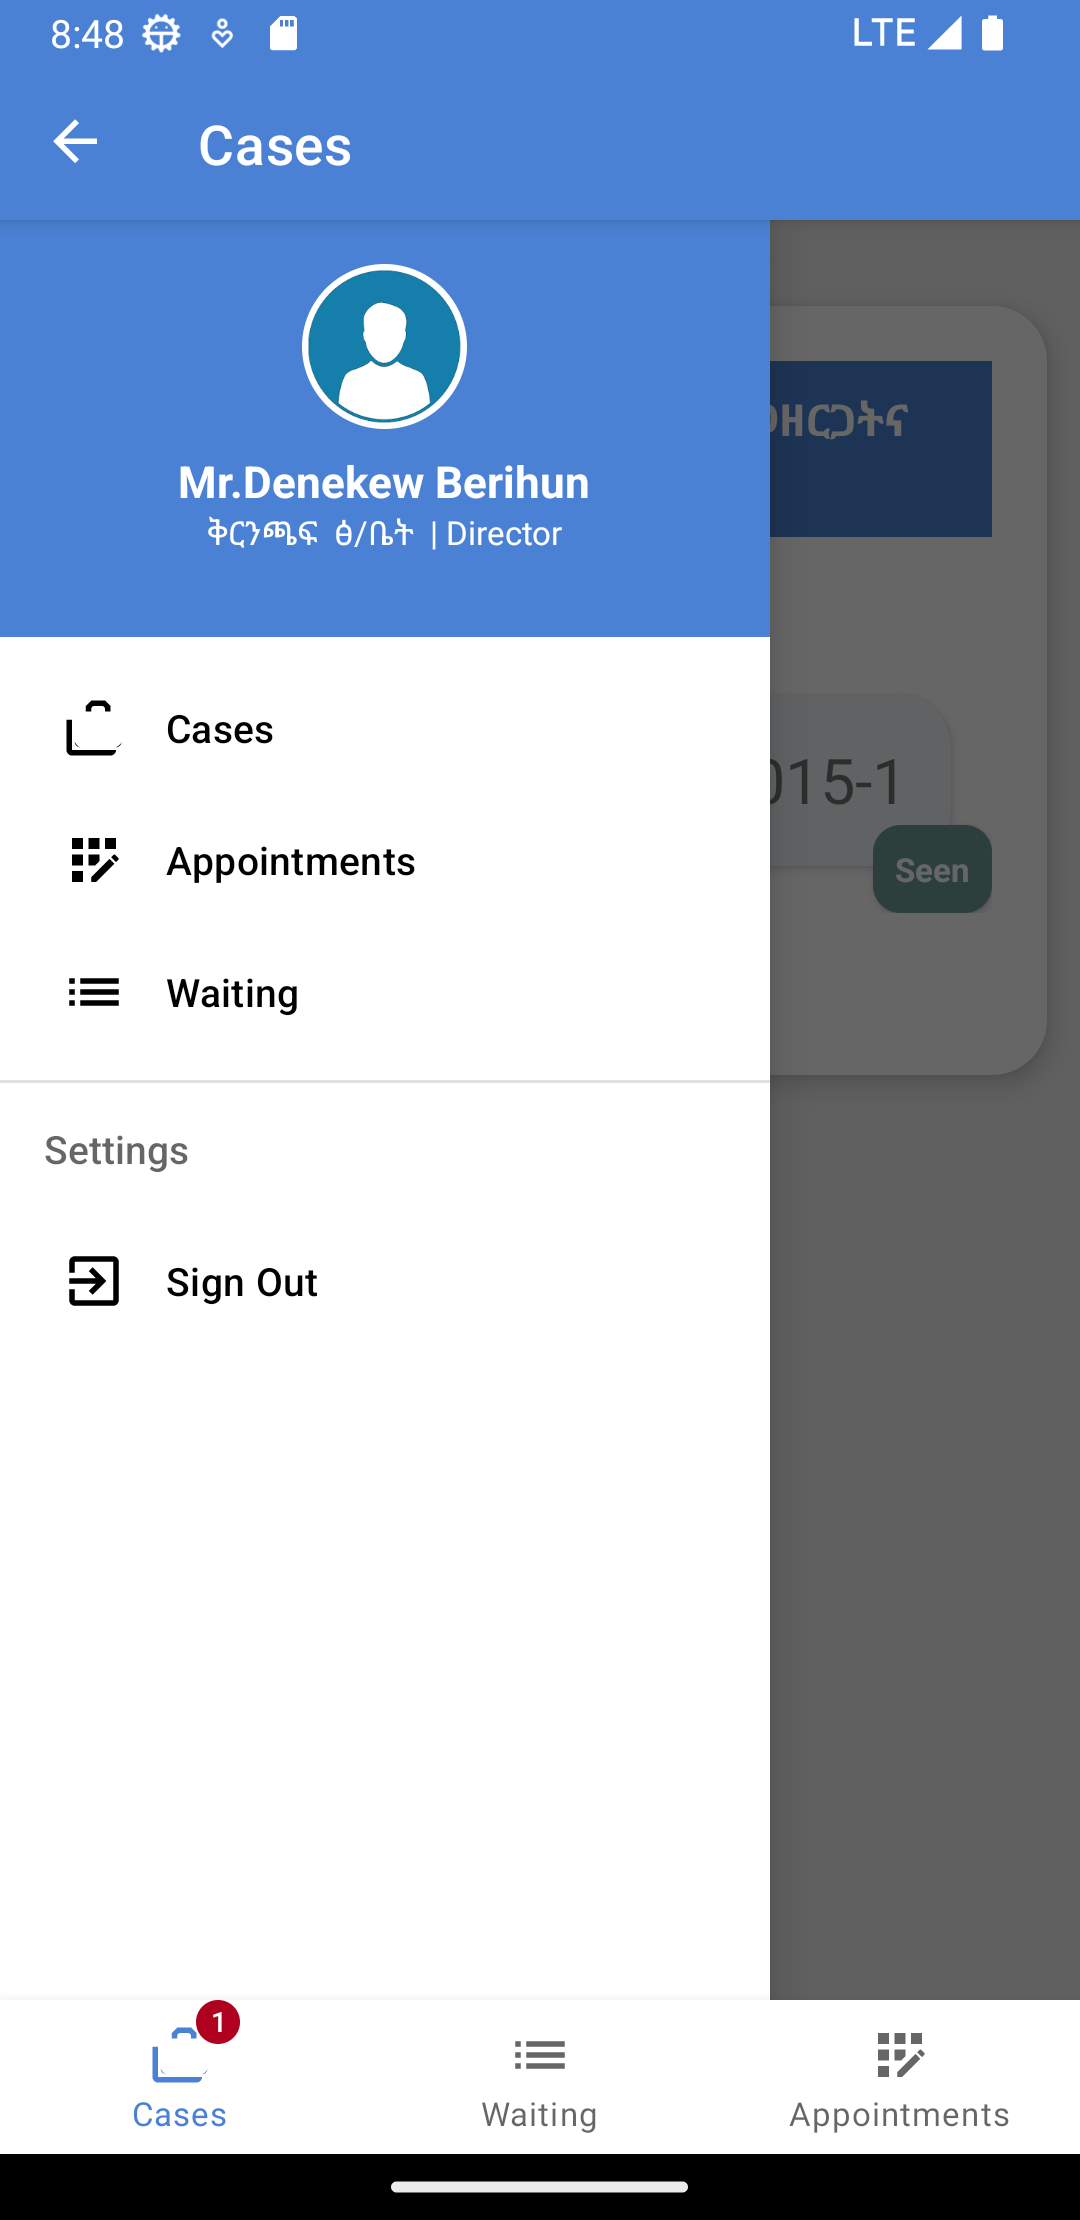 8:48 LTE
Cases
Mr.Denekew Berihun
ቅርንጫፍ ፅ/ቤት | Director
Cases
Appointments
Waiting
Settings
Sign Out
015-1
Seen
1
Cases
Waiting
Appointments